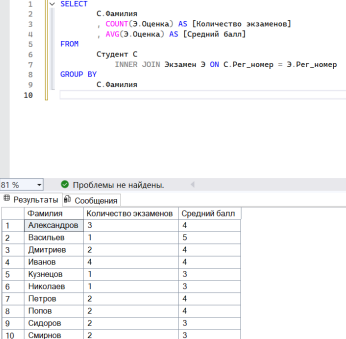 1 SELECT
2 С.Фамилия
3 , COUNT(Э.Оценка) AS [Количество экзаменов]
4 , AVG(Э.Оценка) AS [Средний балл]
5 FROM
6 Студент С
7 INNER JOIN Экзамен Э ON С.Рег_номер = Э.Рег_номер
8 GROUP BY
9 С.Фамилия
10
81 % Проблемы не найдены.
Результаты Сообщения
Фамилия Количество экзаменов Средний балл
1 Александров 3 4
2 Васильев 1 5
3 Дмитриев 2 4
4 Иванов 4 4
5 Кузнецов 1 3
6 Николаев 1 3
7 Петров 2 4
8 Попов 2 4
9 Сидоров 2 3
10 Смирнов 2 3